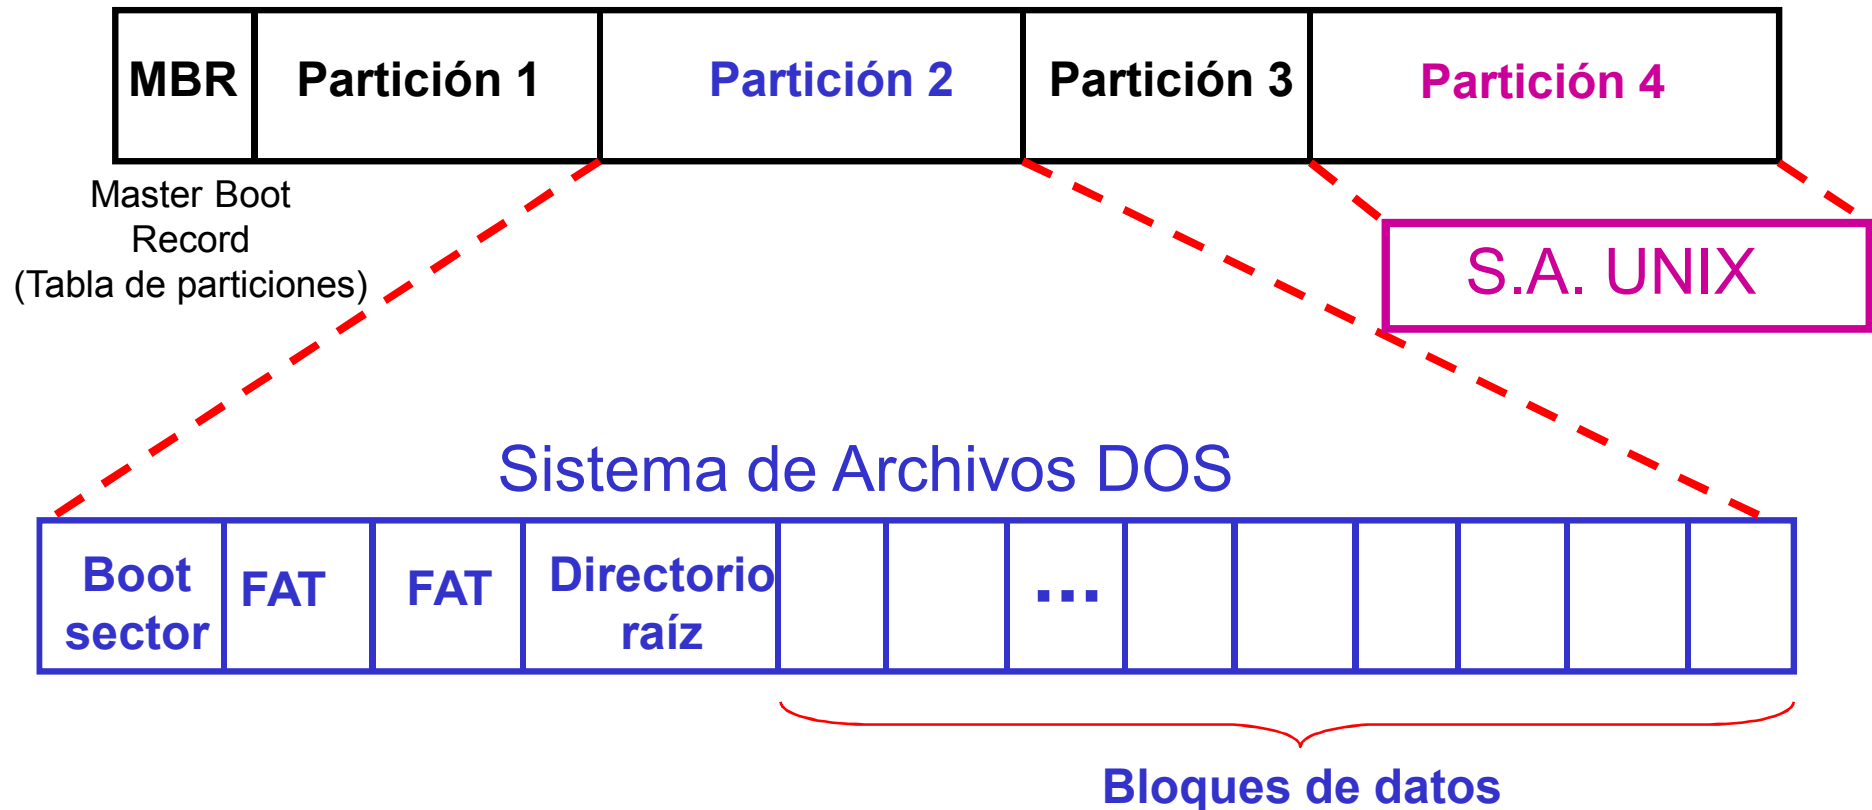 MBR
Partición 1
Partición 2
Partición 3
Partición 4
Master Boot
Record
(Tabla de particiones)
S.A. UNIX
Sistema de Archivos DOS
Boot
sector
FAT
FAT
Directorio
raíz
...
Bloques de datos